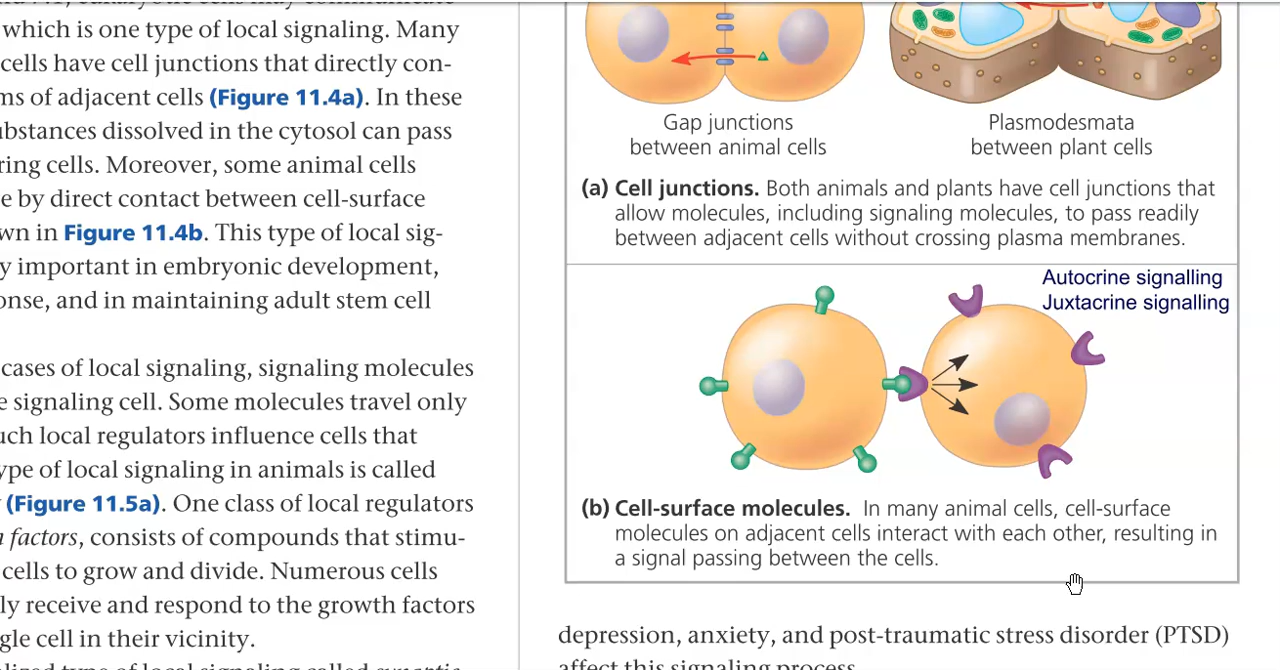 which is one type of local signaling. Many
cells have cell junctions that directly con-
ms of adjacent cells (Figure 11.4a). In these
ubstances dissolved in the cytosol can pass
ring cells. Moreover, some animal cells
e by direct contact between cell-surface
wn in Figure 11.4b. This type of local sig-
y important in embryonic development,
onse, and in maintaining adult stem cell
cases of local signaling, signaling molecules
e signaling cell. Some molecules travel only
uch local regulators influence cells that
ype of local signaling in animals is called
(Figure 11.5a). One class of local regulators
factors, consists of compounds that stimu-
cells to grow and divide. Numerous cells
ly receive and respond to the growth factors
gle cell in their vicinity.
Gap junctions
between animal cells
Plasmodesmata
between plant cells
(a) Cell junctions. Both animals and plants have cell junctions that
allow molecules, including signaling molecules, to pass readily
between adjacent cells without crossing plasma membranes.
Autocrine signalling
Juxtacrine signalling
(b) Cell-surface molecules. In many animal cells, cell-surface
molecules on adjacent cells interact with each other, resulting in
a signal passing between the cells.
depression, anxiety, and post-traumatic stress disorder (PTSD)
affect this signaling process